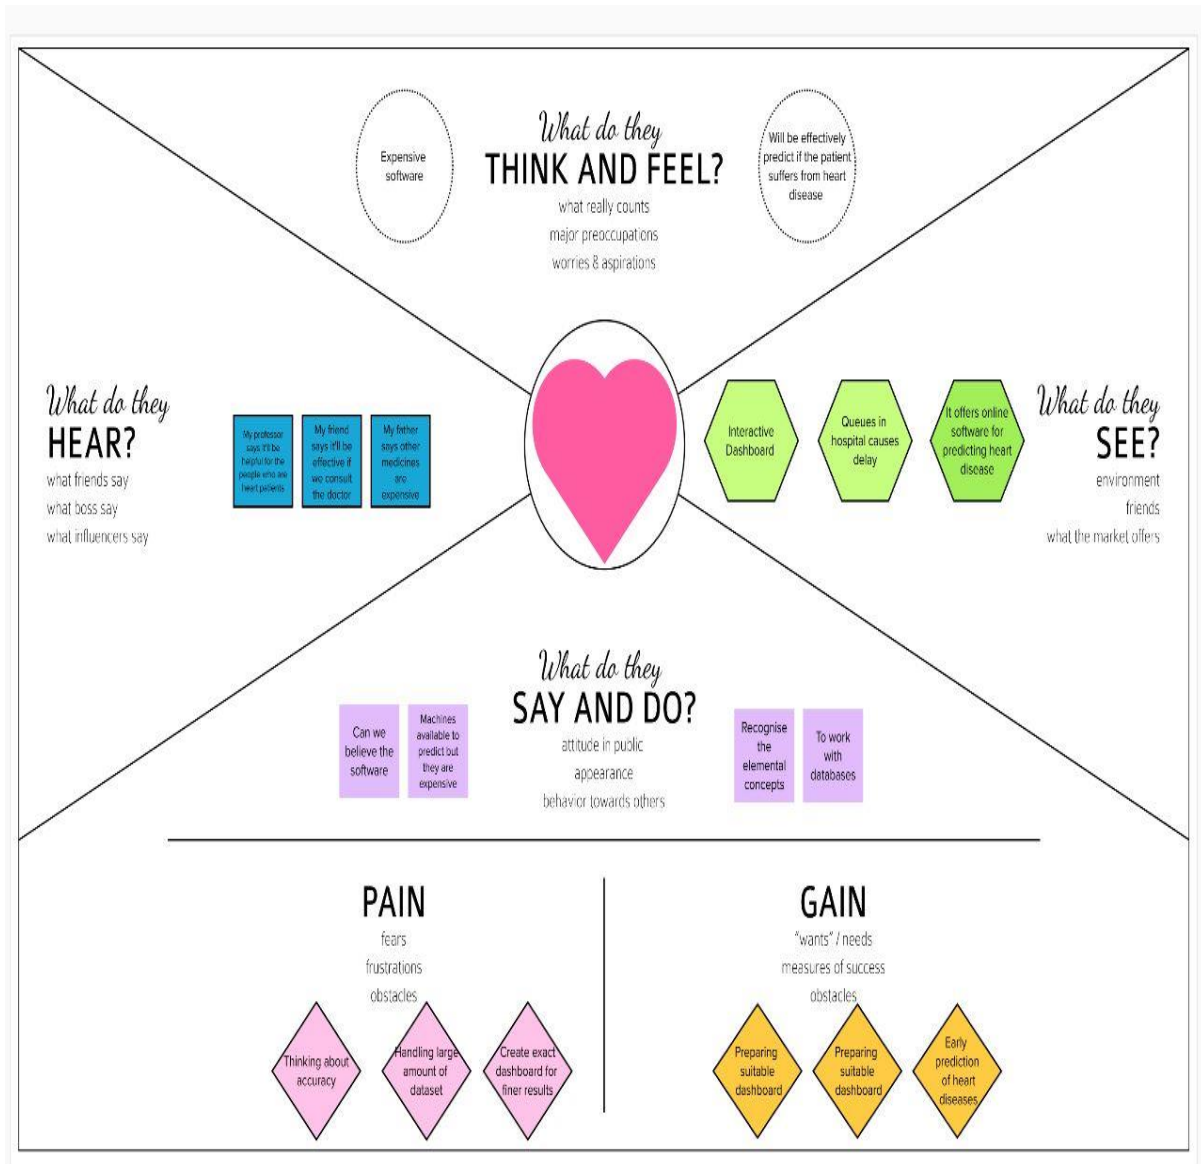 Expensive
software
What do they
THINK AND FEEL?
what really counts
major preoccupations
worries & aspirations
Will be effectively
predict if the patient
suffers from heart
disease
What do they
HEAR?
what friends say
what boss say
what influencers say
My professor
says it'll be
helpful for the
people who are
heart patients
My friend
says it'll be
effective if
we consult
the doctor
My father
says other
medicines
are
expensive
Interactive
Dashboard
Queues in
hospital causes
delay
It offers online
software for
predicting heart
disease
What do they
SEE?
environment
friends
what the market offers
What do they
SAY AND DO?
attitude in public
appearance
behavior towards others
Can we
believe the
software
Machines
available to
predict but
they are
expensive
Recognise
the
elemental
concepts
To work
with
databases
PAIN
fears
frustrations
obstacles
Thinking about
accuracy
Handling large
amount of
dataset
Create exact
dashboard for
finer results
GAIN
"wants" / needs
measures of success
obstacles
Preparing
suitable
dashboard
Preparing
suitable
dashboard
Early
prediction
of heart
diseases